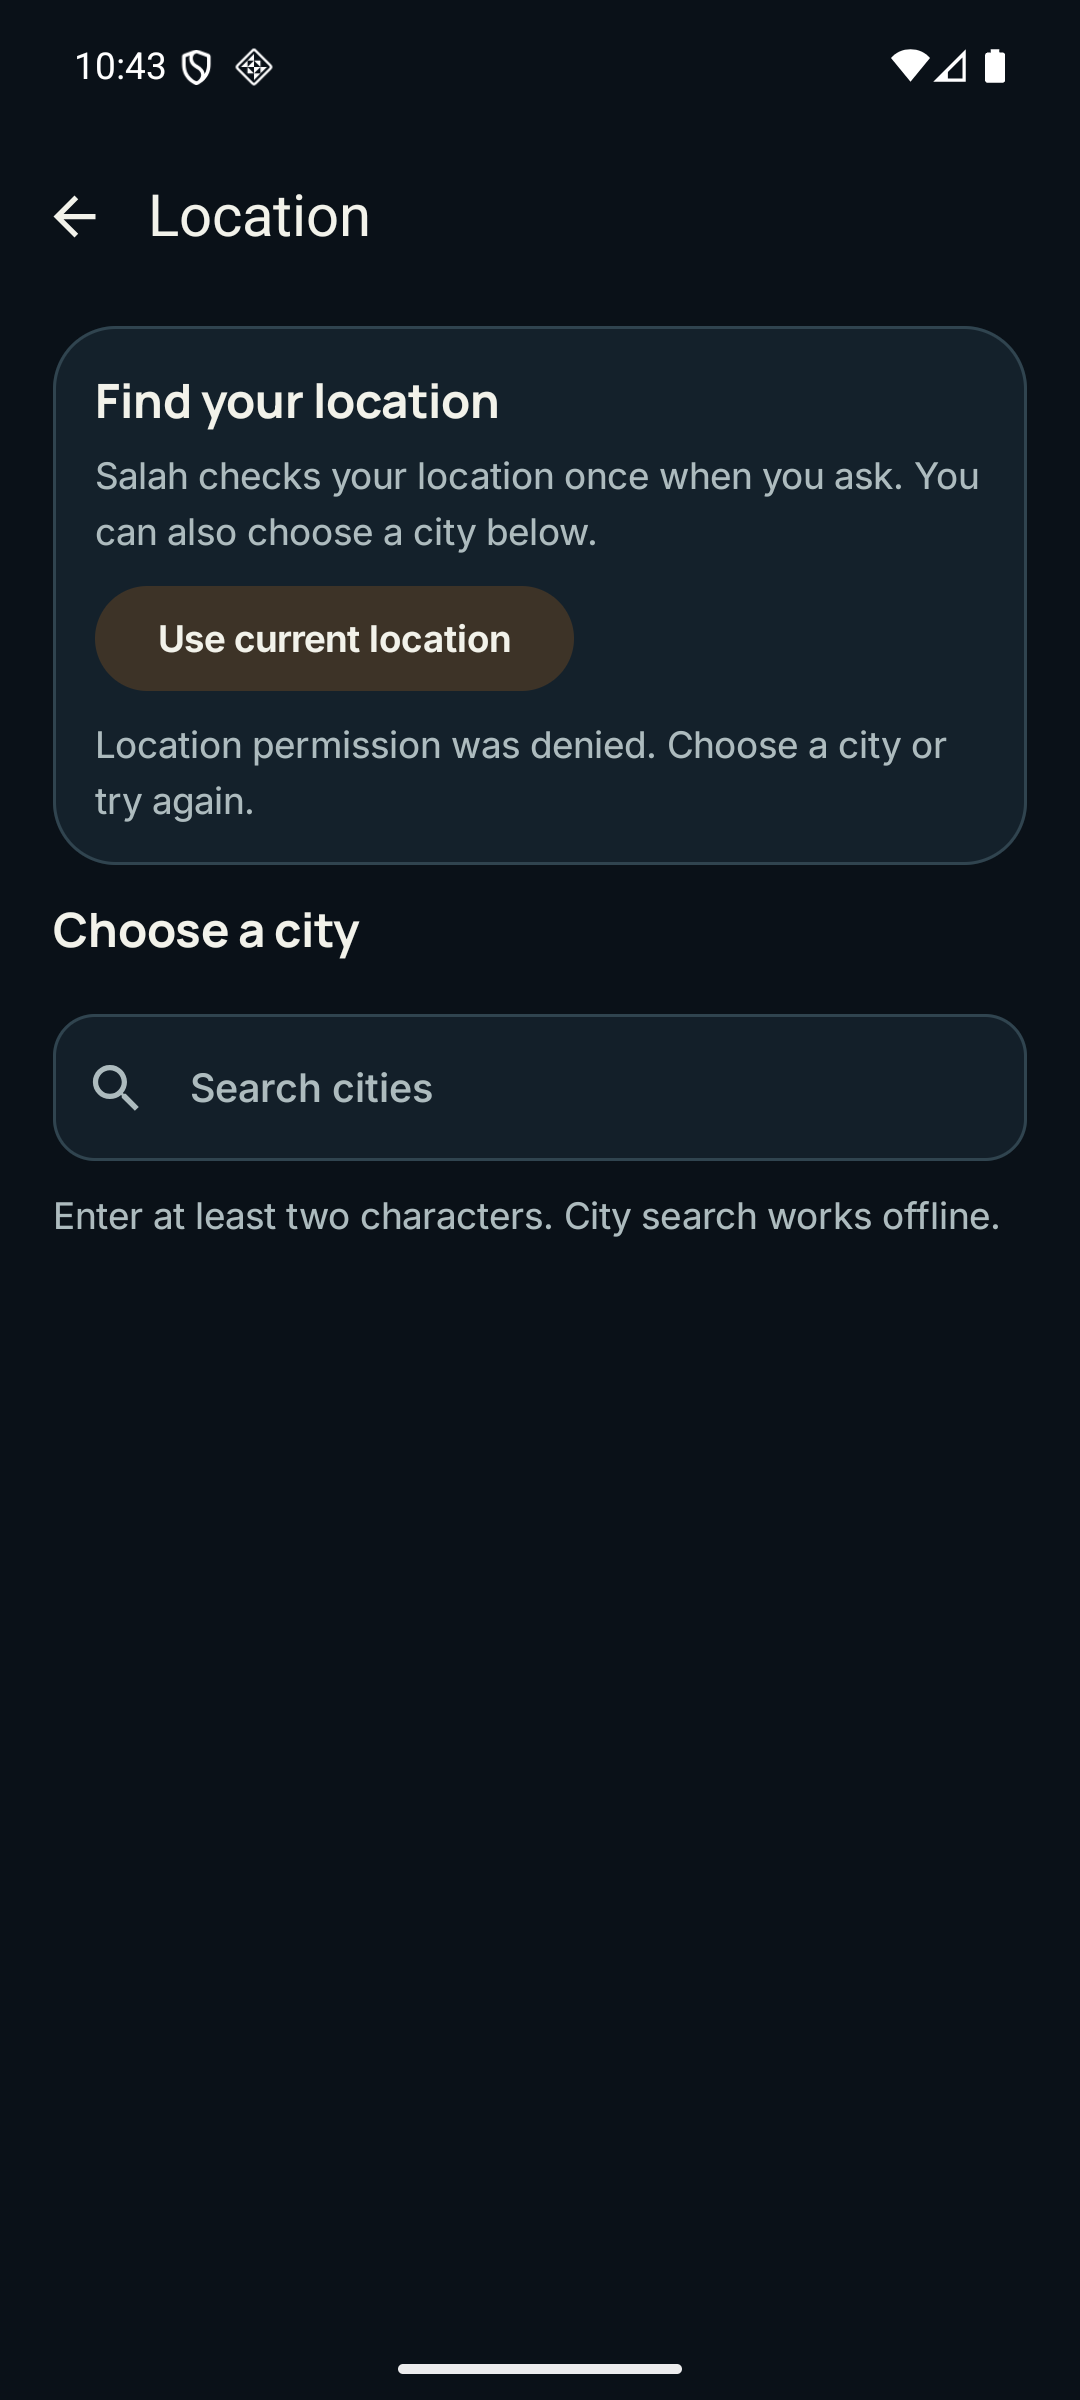 10:43
Location
Find your location
Salah checks your location once when you ask. You
can also choose a city below.
Use current location
Location permission was denied. Choose a city or
try again.
Choose a city
Search cities
Enter at least two characters. City search works offline.